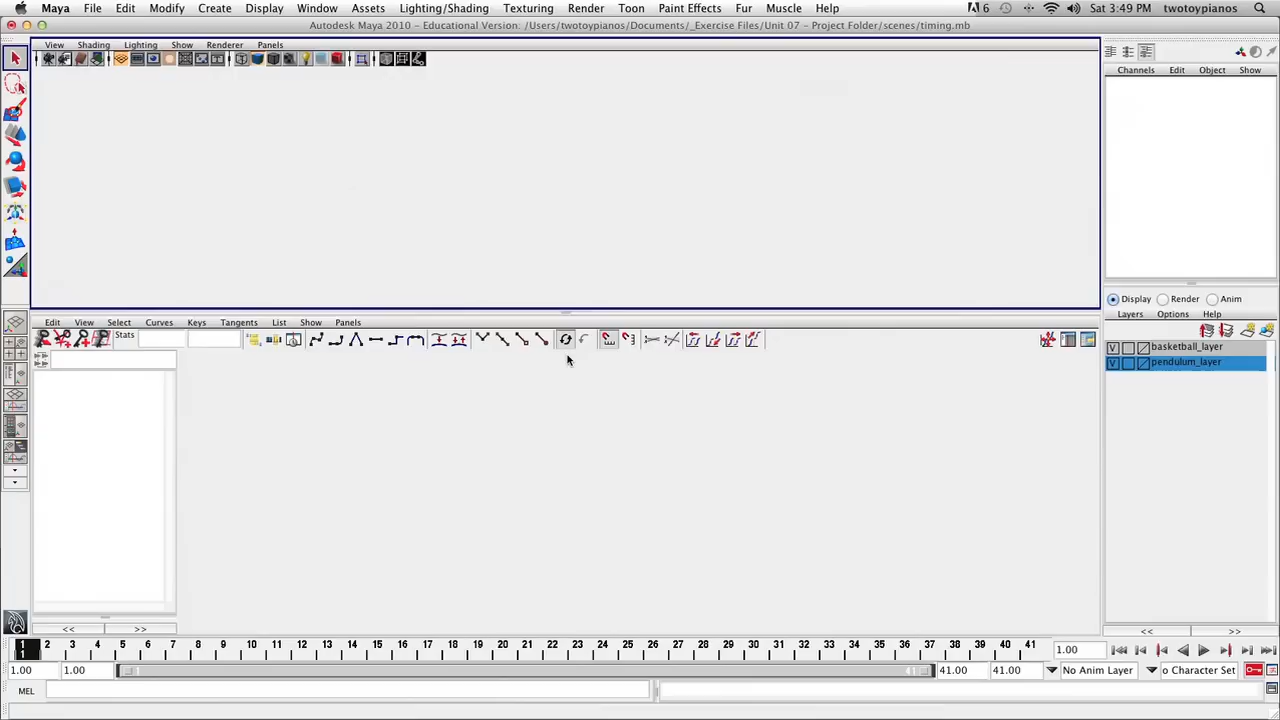 Maya File Edit Modify Create Display Window Assets Lighting/Shading Texturing Render Toon Paint Effects Fur Muscle Help 6 Sat 3:49 PM twotoypianos
Autodesk Maya 2010 - Educational Version: /Users/twotoypianos/Documents/_Exercise Files/Unit 07 - Project Folder/scenes/timing.mb
View Shading Lighting Show Renderer Panels
Channels Edit Object Show
Display Render Anim
Layers Options Help
V basketball_layer
V pendulum_layer
Edit View Select Curves Keys Tangents List Show Panels
Stats
<< >>
<< >>
1 2 3 4 5 6 7 8 9 10 11 12 13 14 15 16 17 18 19 20 21 22 23 24 25 26 27 28 29 30 31 32 33 34 35 36 37 38 39 40 41
1 1.00
1.00 1.00 41 41.00 41.00 No Anim Layer o Character Set
MEL